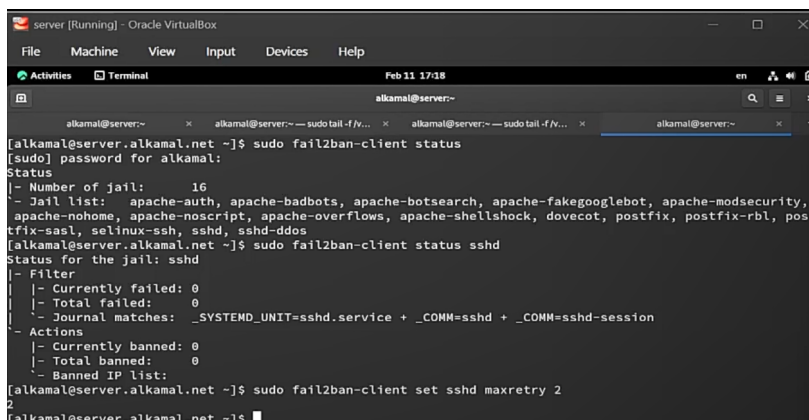 server [Running] - Oracle VirtualBox
File Machine View Input Devices Help
Activities Terminal Feb 11 17:18 en
alkamal@server:~
alkamal@server:~ × alkamal@server:~ — sudo tail -f /v... × alkamal@server:~ — sudo tail -f /v... × alkamal@server:~ ×
[alkamal@server.alkamal.net ~]$ sudo fail2ban-client status
[sudo] password for alkamal:
Status
|- Number of jail: 16
`- Jail list: apache-auth, apache-badbots, apache-botsearch, apache-fakegooglebot, apache-modsecurity,
apache-nohome, apache-noscript, apache-overflows, apache-shellshock, dovecot, postfix, postfix-rbl, pos
tfix-sasl, selinux-ssh, sshd, sshd-ddos
[alkamal@server.alkamal.net ~]$ sudo fail2ban-client status sshd
Status for the jail: sshd
|- Filter
| |- Currently failed: 0
| |- Total failed: 0
| `- Journal matches: _SYSTEMD_UNIT=sshd.service + _COMM=sshd + _COMM=sshd-session
`- Actions
|- Currently banned: 0
|- Total banned: 0
`- Banned IP list:
[alkamal@server.alkamal.net ~]$ sudo fail2ban-client set sshd maxretry 2
2
[alkamal@server.alkamal.net ~]$